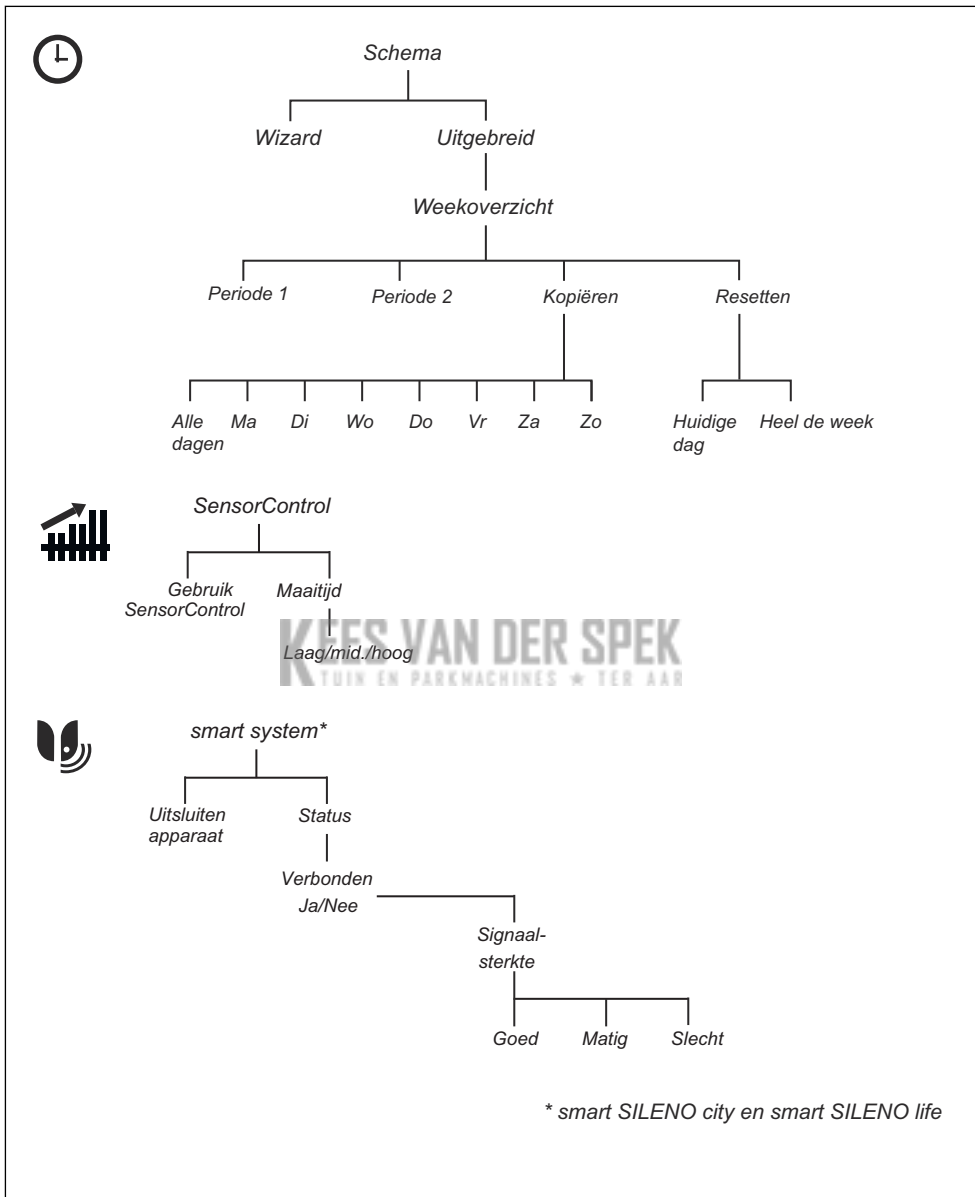 Schema
Wizard Uitgebreid
Weekoverzicht
Periode 1 Periode 2 Kopiëren Resetten
Alle dagen Ma Di Wo Do Vr Za Zo Huidige dag Heel de week
SensorControl
Gebruik SensorControl Maaitijd
Laag/mid./hoog
KEES VAN DER SPEK
TUIN EN PARKMACHINES ★ TER AAR
smart system*
Uitsluiten apparaat Status
Verbonden
Ja/Nee
Signaal-
sterkte
Goed Matig Slecht
* smart SILENO city en smart SILENO life